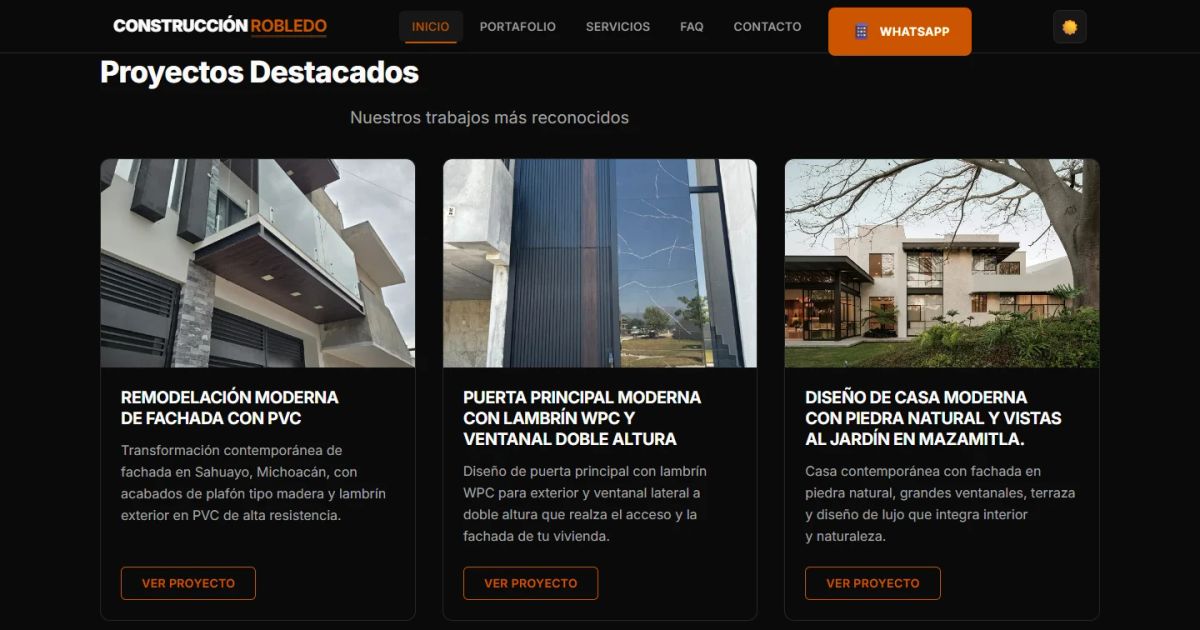 CONSTRUCCIÓN ROBLEDO
INICIO
PORTAFOLIO
SERVICIOS
FAQ
CONTACTO
WHATSAPP
Proyectos Destacados
Nuestros trabajos más reconocidos
REMODELACIÓN MODERNA
DE FACHADA CON PVC
Transformación contemporánea de
fachada en Sahuayo, Michoacán, con
acabados de plafón tipo madera y lambrín
exterior en PVC de alta resistencia.
VER PROYECTO
PUERTA PRINCIPAL MODERNA
CON LAMBRÍN WPC Y
VENTANAL DOBLE ALTURA
Diseño de puerta principal con lambrín
WPC para exterior y ventanal lateral a
doble altura que realza el acceso y la
fachada de tu vivienda.
VER PROYECTO
DISEÑO DE CASA MODERNA
CON PIEDRA NATURAL Y VISTAS
AL JARDÍN EN MAZAMITLA.
Casa contemporánea con fachada en
piedra natural, grandes ventanales, terraza
y diseño de lujo que integra interior
y naturaleza.
VER PROYECTO